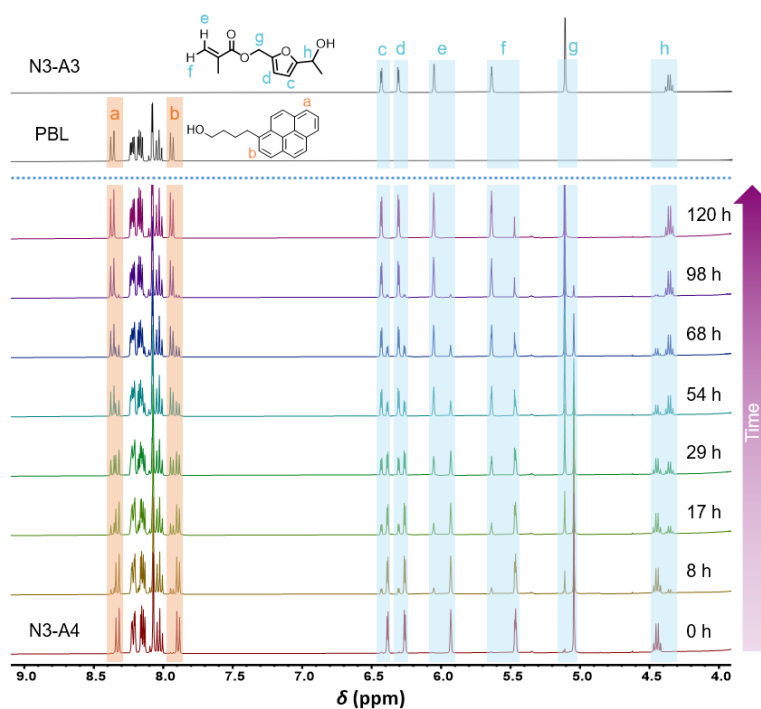 e
g
OH
N3-A3
H
O
O
O
h
c
d
e
f
g
h
H
f
d
c
a
b
PBL
HO
a
b
120 h
98 h
68 h
54 h
29 h
17 h
8 h
N3-A4
0 h
Time
9.0 8.5 8.0 7.5 7.0 6.5 6.0 5.5 5.0 4.5 4.0
δ (ppm)